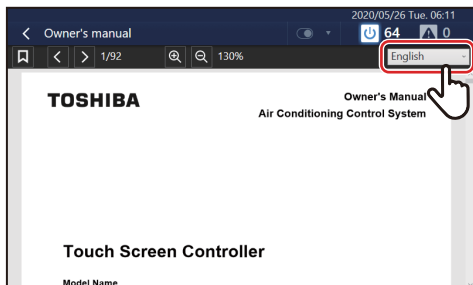 2020/05/26 Tue. 06:11
Owner's manual
64
0
1/92
130%
English
TOSHIBA
Owner's Manual
Air Conditioning Control System
Touch Screen Controller
Model Name